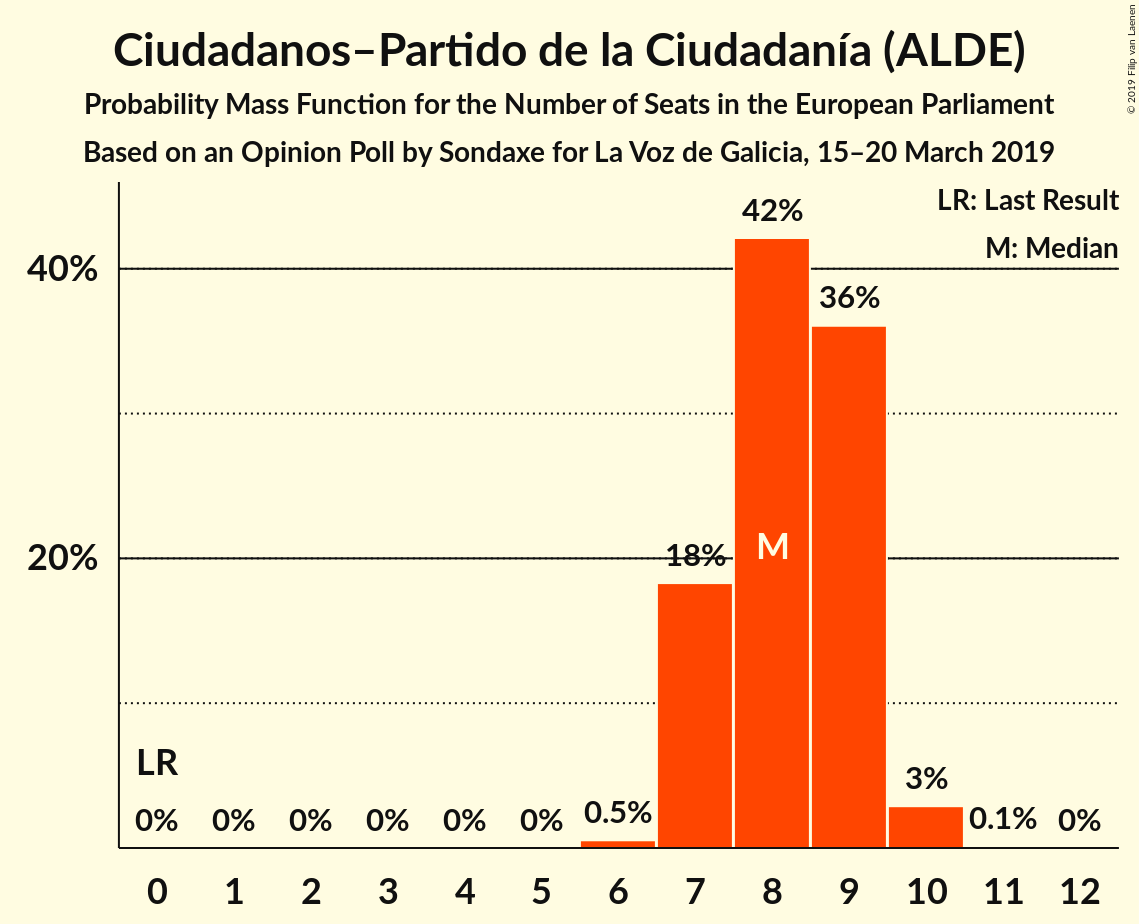 Ciudadanos–Partido de la Ciudadanía (ALDE)
Probability Mass Function for the Number of Seats in the European Parliament
Based on an Opinion Poll by Sondaxe for La Voz de Galicia, 15–20 March 2019
© 2019 Filip van Laenen
LR: Last Result
M: Median
40%
20%
42%
36%
18%
M
LR
0% 0% 0% 0% 0% 0% 0.5% 3% 0.1% 0%
0 1 2 3 4 5 6 7 8 9 10 11 12